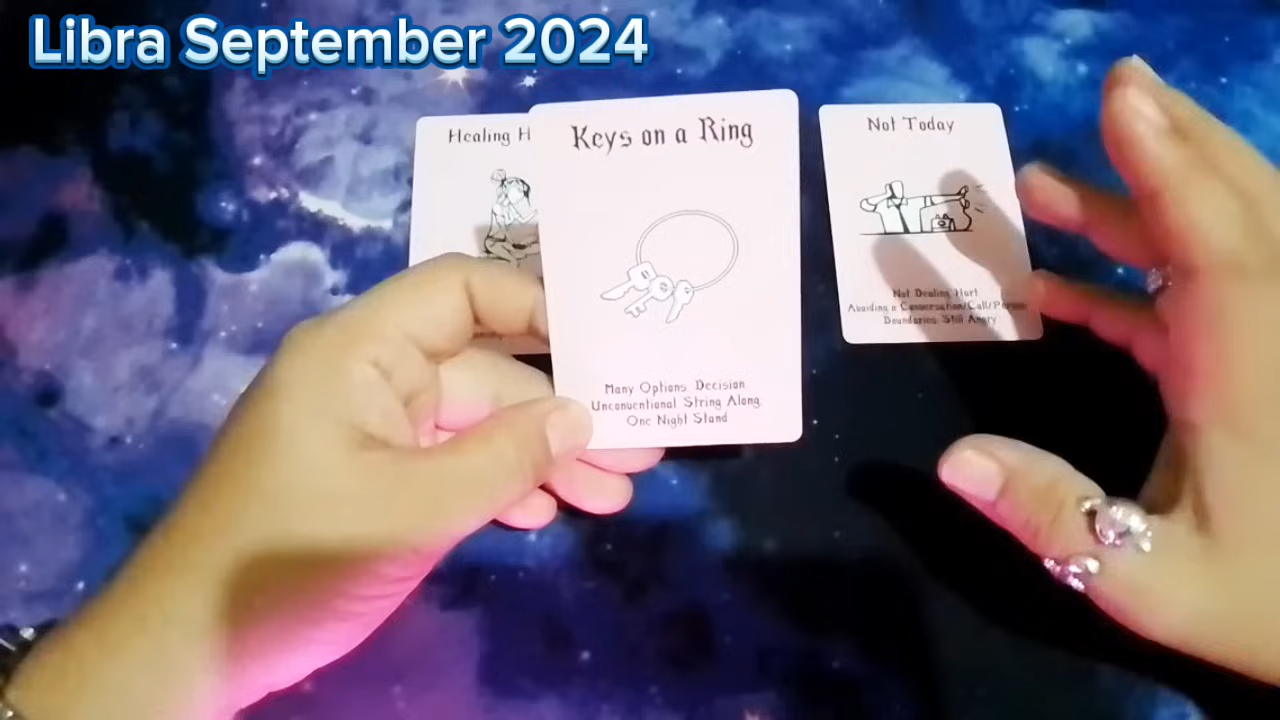 Libra September 2024
Healing H
Keys on a Ring
Not Today
Many Options. Decision.
Unconventional. String Along.
One Night Stand
Not Dealing. Hurt
Avoiding a Conversation/Call/Person
Boundaries. Still Angry